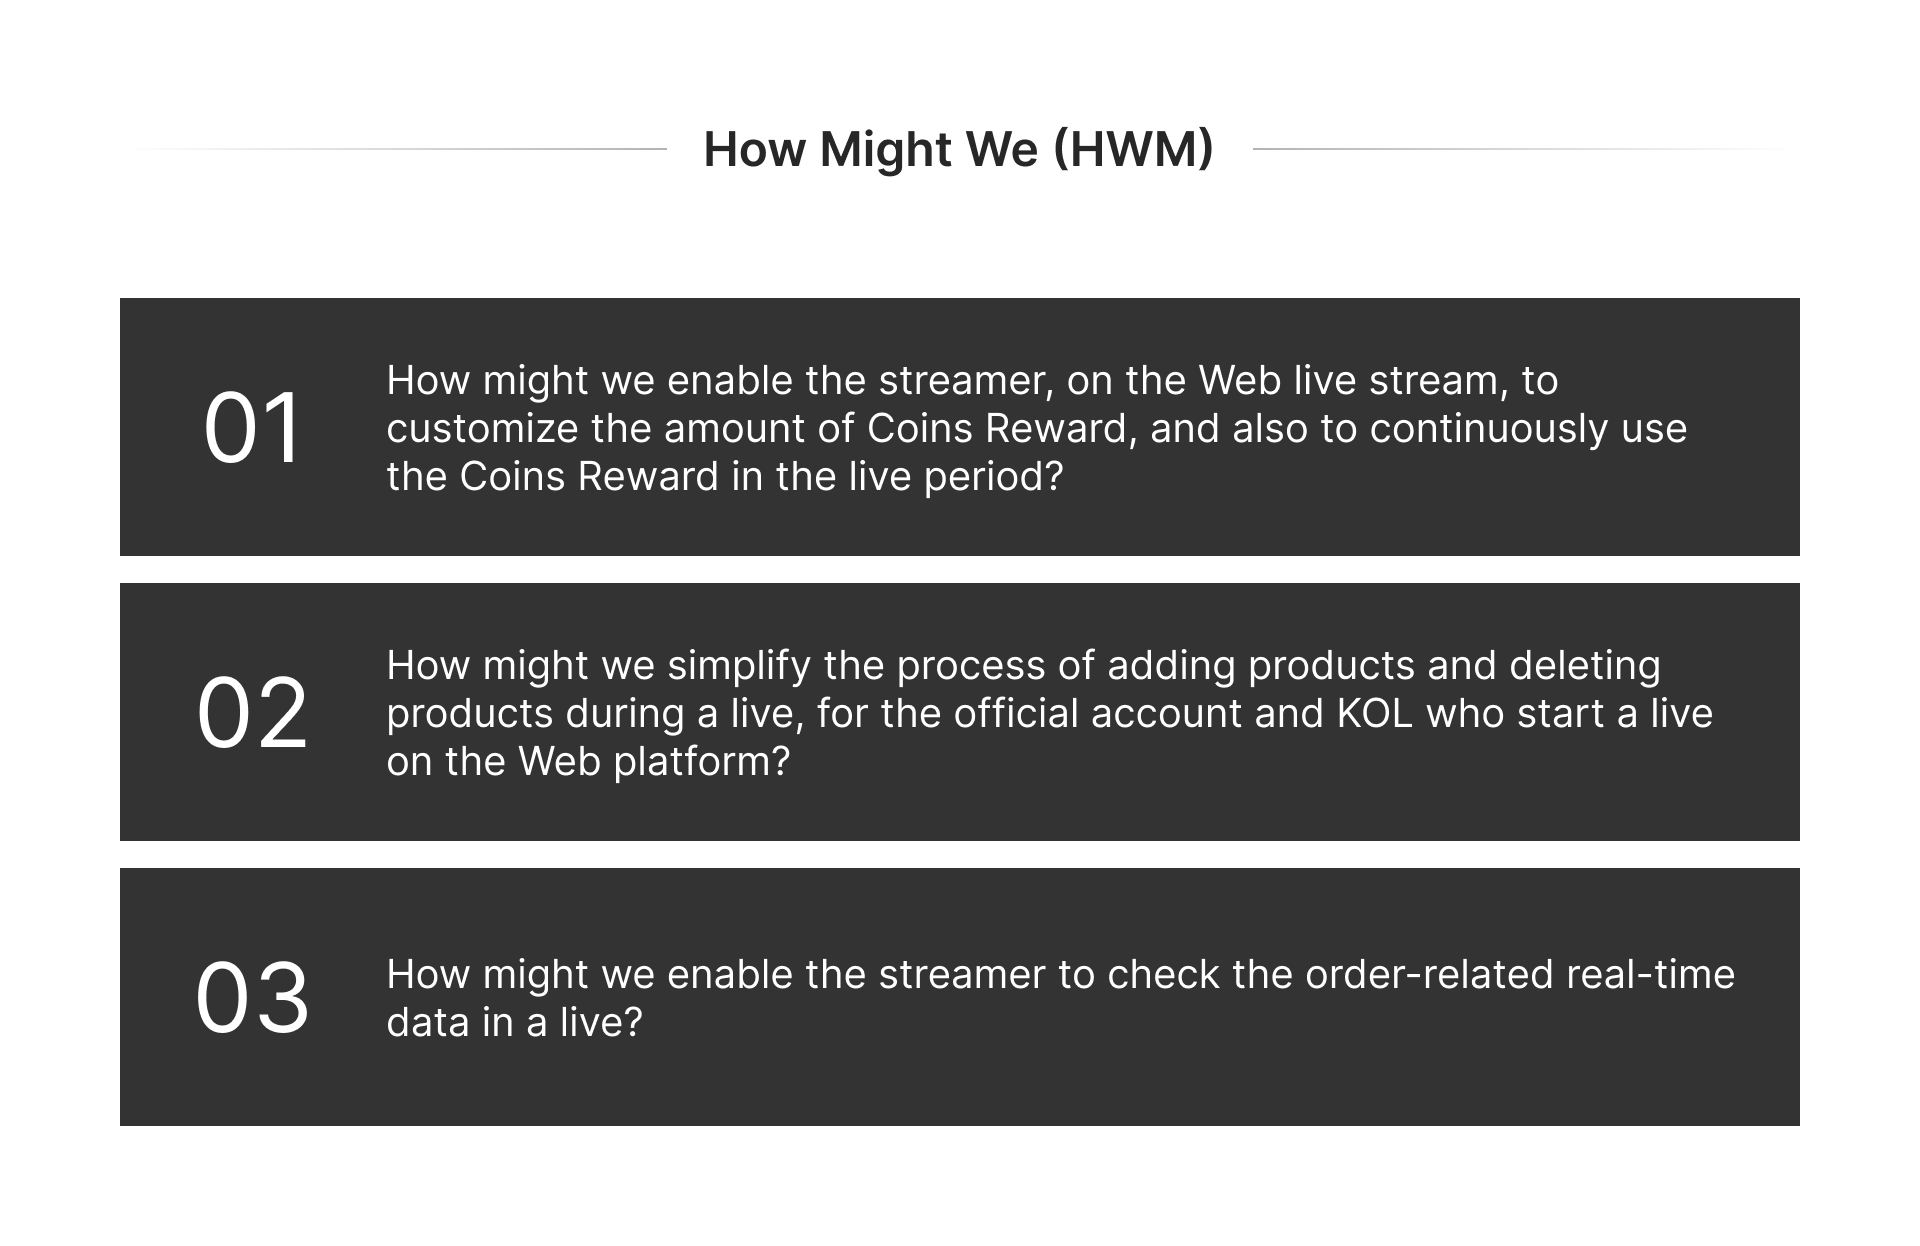 How Might We (HWM)
01
How might we enable the streamer, on the Web live stream, to
customize the amount of Coins Reward, and also to continuously use
the Coins Reward in the live period?
02
How might we simplify the process of adding products and deleting
products during a live, for the official account and KOL who start a live
on the Web platform?
03
How might we enable the streamer to check the order-related real-time
data in a live?